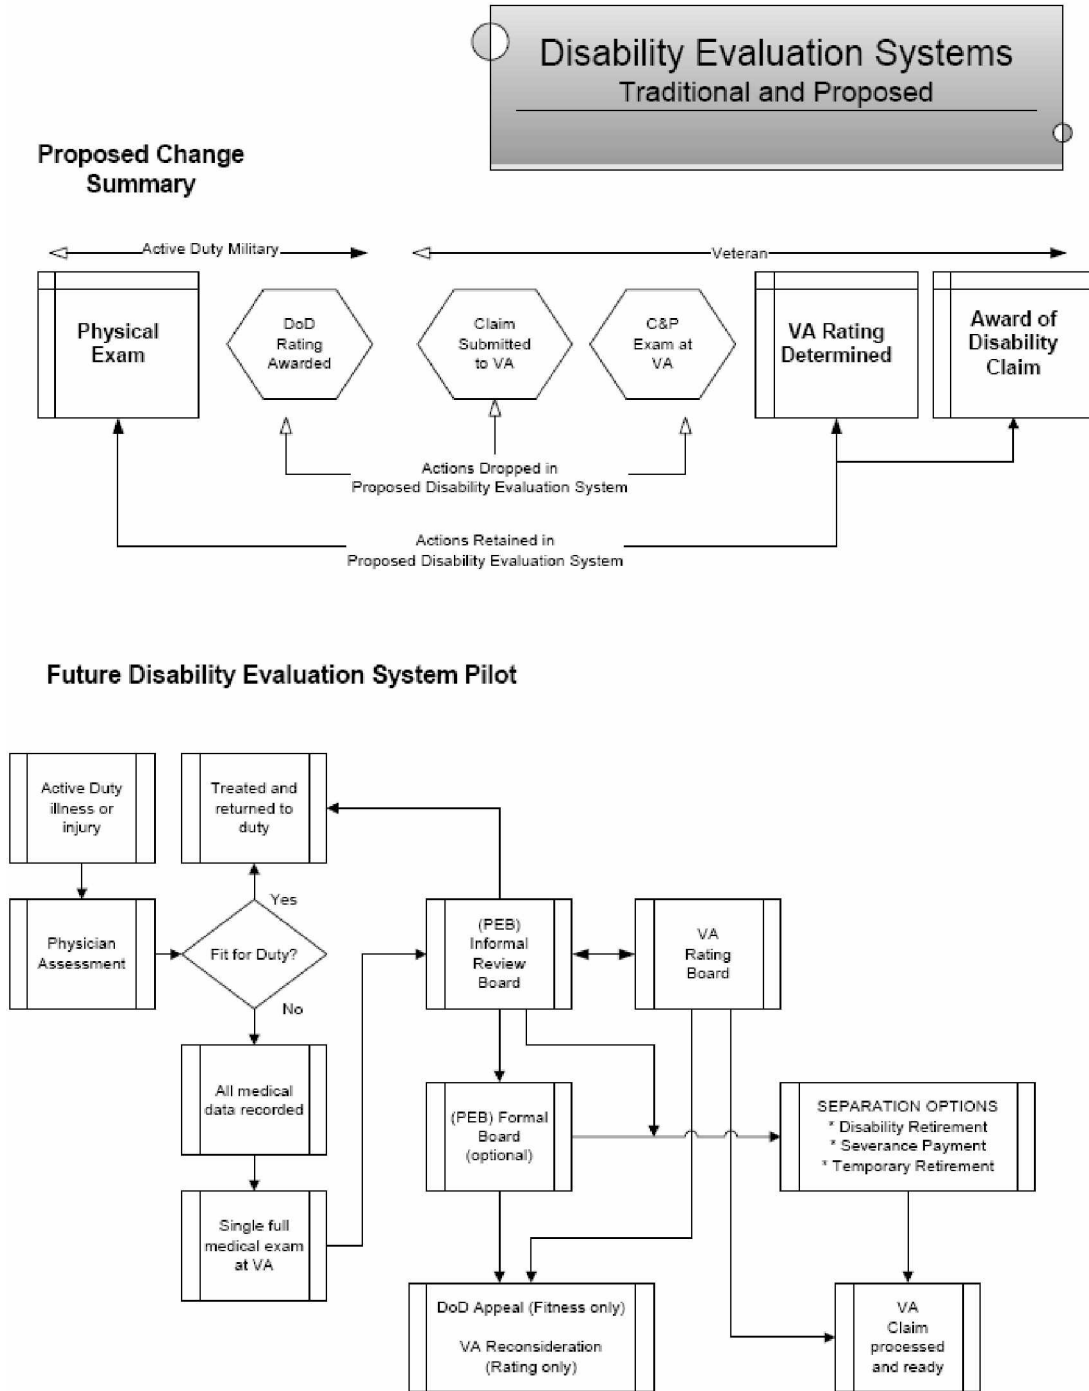 Disability Evaluation Systems
Traditional and Proposed
Proposed Change
Summary
Active Duty Military
Veteran
Physical
Exam
DoD
Rating
Awarded
Claim
Submitted
to VA
C&P
Exam at
VA
VA Rating
Determined
Award of
Disability
Claim
Actions Dropped in
Proposed Disability Evaluation System
Actions Retained in
Proposed Disability Evaluation System
Future Disability Evaluation System Pilot
Active Duty
illness or
injury
Treated and
returned to
duty
Yes
Physician
Assessment
Fit for Duty?
(PEB)
Informal
Review
Board
VA
Rating
Board
No
All medical
data recorded
(PEB) Formal
Board
(optional)
SEPARATION OPTIONS
* Disability Retirement
* Severance Payment
* Temporary Retirement
Single full
medical exam
at VA
DoD Appeal (Fitness only)
VA Reconsideration
(Rating only)
VA
Claim
processed
and ready